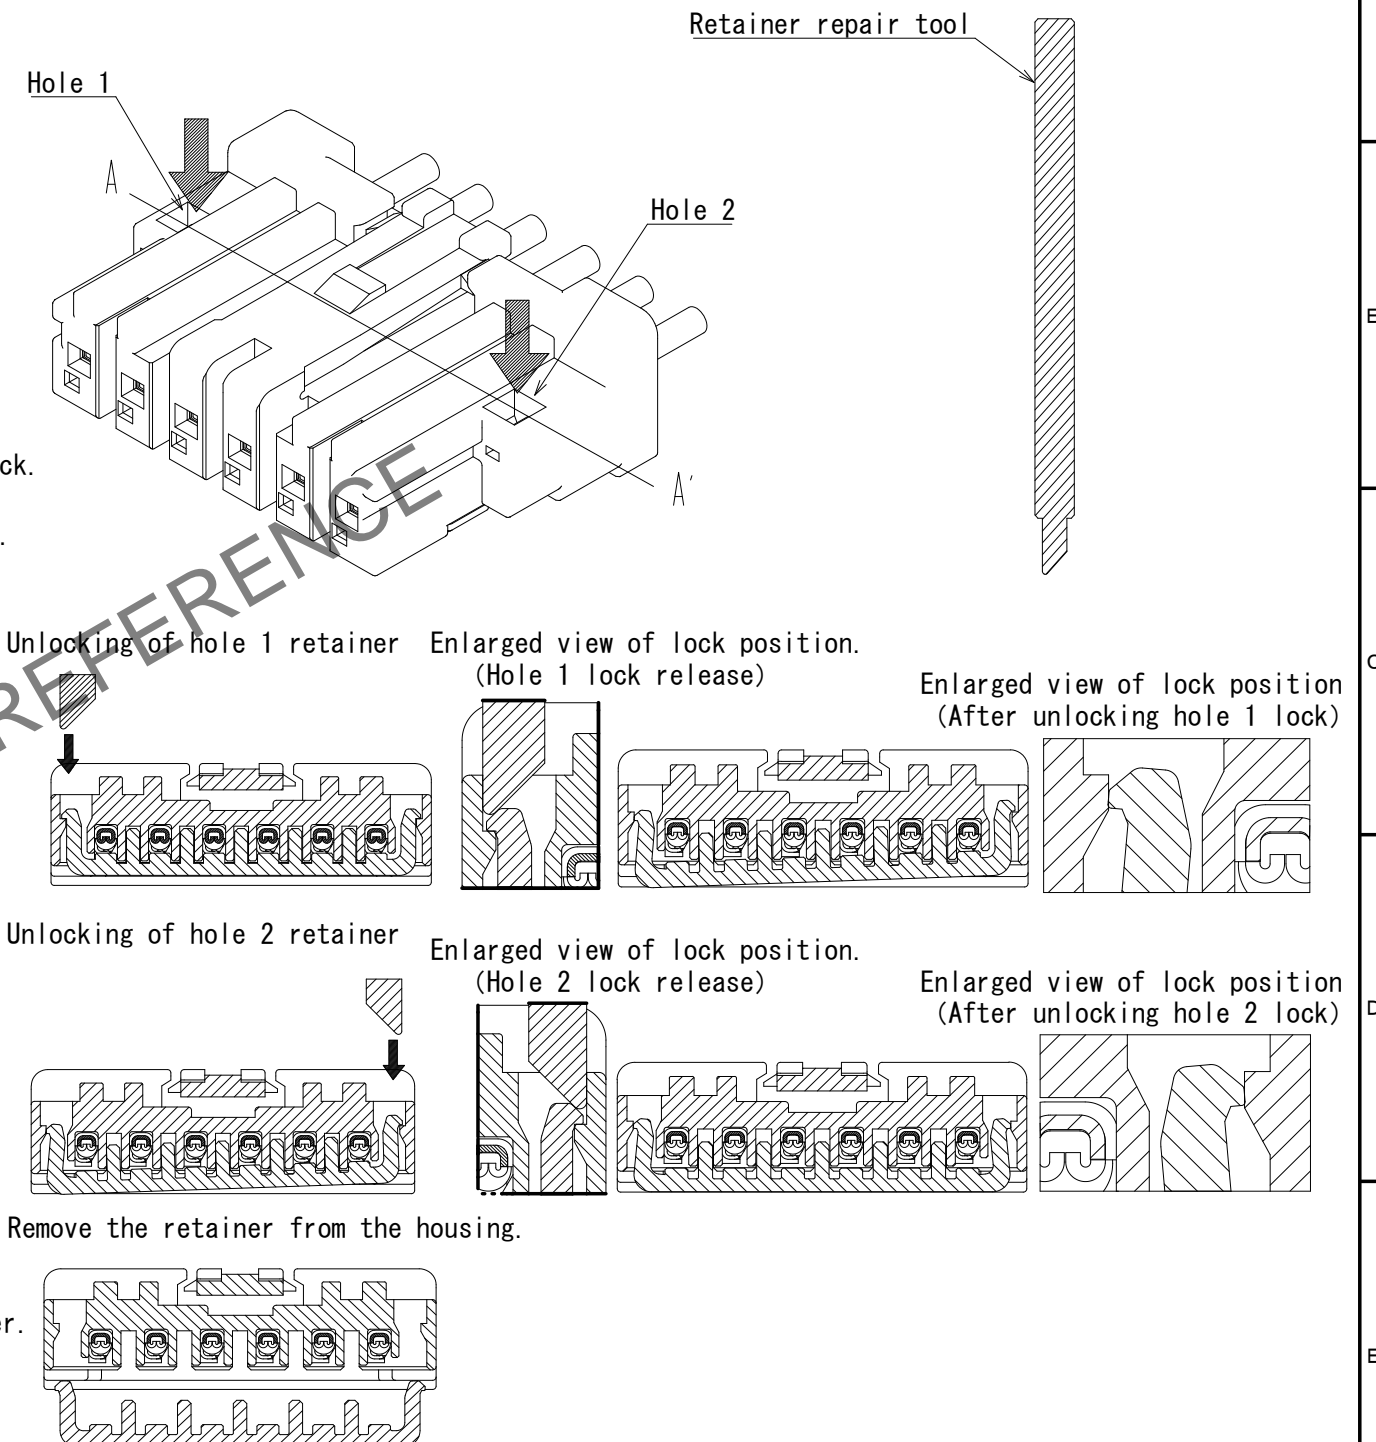 Retainer repair tool
Hole 1
A
Hole 2
E
ck.
A'
.
REFERENCE
Unlocking of hole 1 retainer
Enlarged view of lock position.
(Hole 1 lock release)
Enlarged view of lock position
(After unlocking hole 1 lock)
Unlocking of hole 2 retainer
Enlarged view of lock position.
(Hole 2 lock release)
Enlarged view of lock position
(After unlocking hole 2 lock)
D
Remove the retainer from the housing.
er.
E